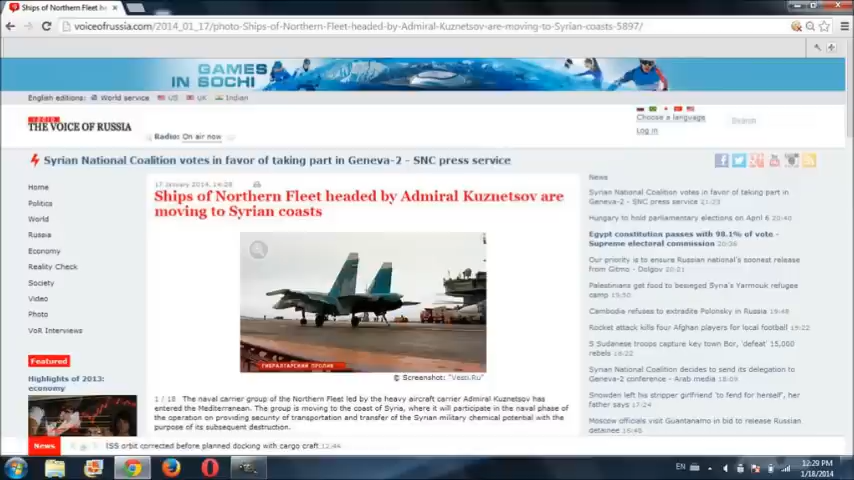 Ships of Northern Fleet h
voiceofrussia.com/2014_01_17/photo-Ships-of-Northern-Fleet-headed-by-Admiral-Kuznetsov-are-moving-to-Syrian-coasts-5897/
GAMES
IN SOCHI
English editions: World service US UK Indian
THE VOICE OF RUSSIA
Radio: On air now
Choose a language
Log in
Search
Syrian National Coalition votes in favor of taking part in Geneva-2 - SNC press service
Home
Politics
World
Russia
Economy
Reality Check
Society
Video
Photo
VoR Interviews
Featured
Highlights of 2013:
economy
17 January 2014, 14:28
Ships of Northern Fleet headed by Admiral Kuznetsov are
moving to Syrian coasts
ГИБРАЛТАРСКИЙ ПРОЛИВ
© Screenshot: "Vesti.Ru"
1 / 18 The naval carrier group of the Northern Fleet led by the heavy aircraft carrier Admiral Kuznetsov has
entered the Mediterranean. The group is moving to the coast of Syria, where it will participate in the naval phase of
the operation on providing security of transportation and transfer of the Syrian military chemical potential with the
purpose of its subsequent destruction.
News
Syrian National Coalition votes in favor of taking part in
Geneva-2 - SNC press service 21:23
Hungary to hold parliamentary elections on April 6 20:40
Egypt constitution passes with 98.1% of vote -
Supreme electoral commission 20:36
Our priority is to ensure Russian national's soonest release
from Gitmo - Dolgov 20:21
Palestinians get food to besieged Syria's Yarmouk refugee
camp 19:50
Cambodia refuses to extradite Polonsky in Russia 19:48
Rocket attack kills four Afghan players for local football 19:22
S Sudanese troops capture key town Bor, 'defeat' 15,000
rebels 18:22
Syrian National Coalition decides to send its delegation to
Geneva-2 conference - Arab media 18:09
Snowden left his stripper girlfriend 'to fend for herself', her
father says 17:24
Moscow officials visit Guantanamo in bid to release Russian
detainee 16:48
News ISS orbit corrected before planned docking with cargo craft 12:44
EN
12:29 PM
1/18/2014